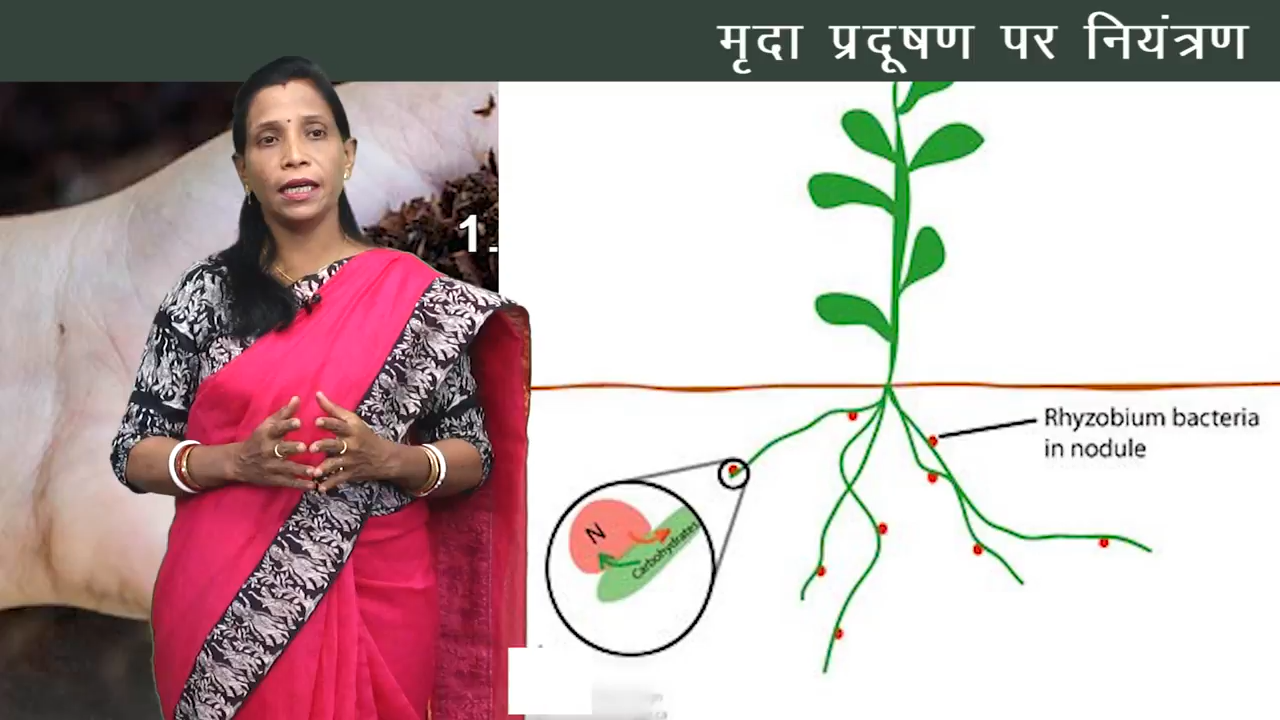 मृदा प्रदूषण पर नियंत्रण
1.
Rhyzobium bacteria
in nodule
N
Carbohydrates